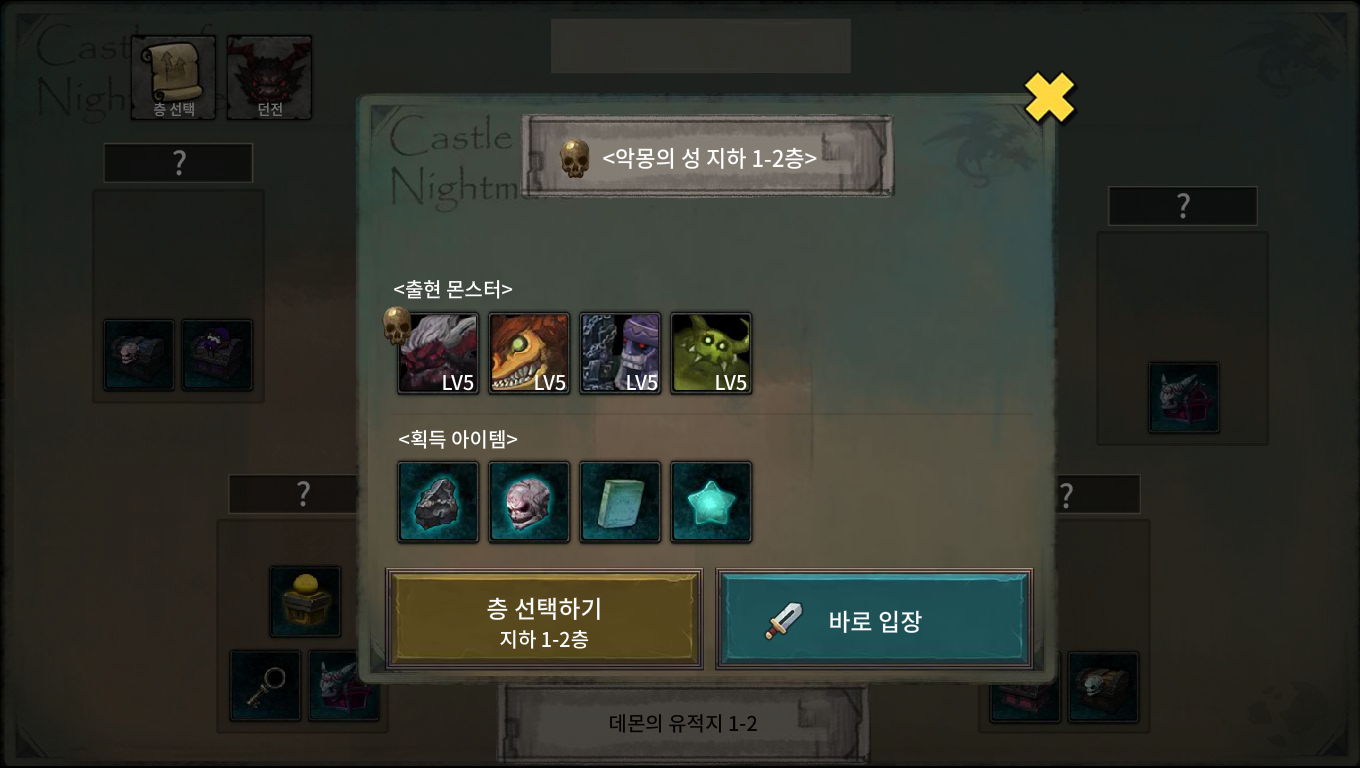 Castle of
Nightmare
층 선택
던전
?
?
?
?
Castle
Nightmare
<악몽의 성 지하 1-2층>
<출현 몬스터>
LV5
LV5
LV5
LV5
<획득 아이템>
층 선택하기
지하 1-2층
바로 입장
데몬의 유적지 1-2